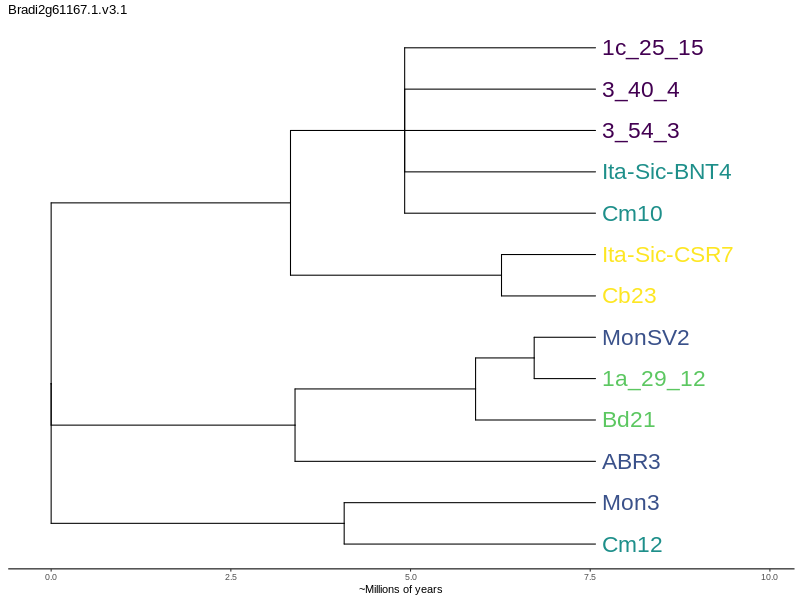 Bradi2g61167.1.v3.1
1c_25_15
3_40_4
3_54_3
Ita-Sic-BNT4
Cm10
Ita-Sic-CSR7
Cb23
MonSV2
1a_29_12
Bd21
ABR3
Mon3
Cm12
0.0 2.5 5.0 7.5 10.0
~Millions of years